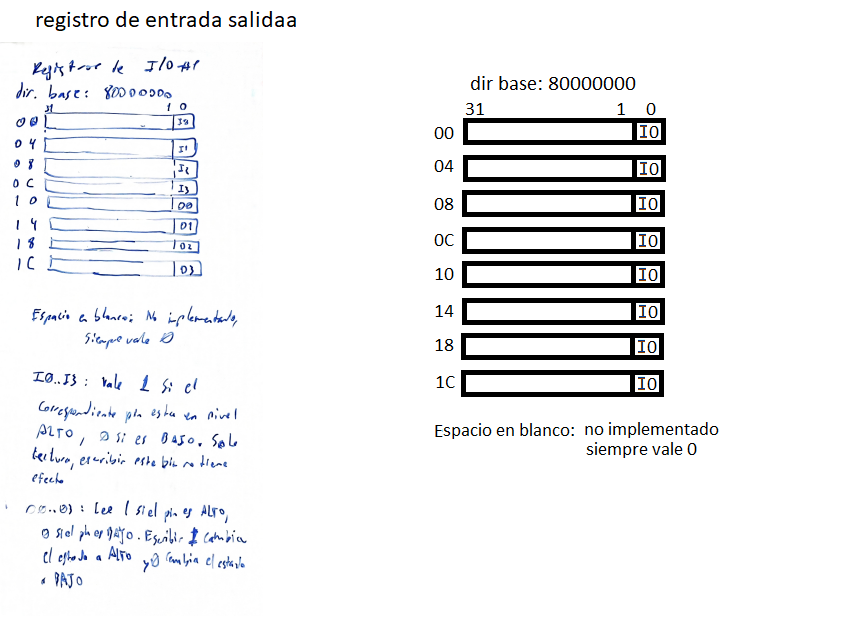 registro de entrada salidaa
Registros de I/O
dir. base: 80000000
31 1 0
00 I0
04 I1
08 I2
0C I3
10 O0
14 O1
18 O2
1C O3
Espacio en blanco: No implementado,
siempre vale 0
I0..I3: Vale 1 si el
correspondiente pin esta en nivel
ALTO, 0 si es BAJO. Solo
lectura, escribir este bit no tiene
efecto
O0..O3: Lee 1 si el pin es ALTO,
0 si el pin es BAJO. Escribir 1 cambia
el estado a ALTO y 0 cambia el estado
a BAJO
dir base: 80000000
31 1 0
00 I0
04 I0
08 I0
0C I0
10 I0
14 I0
18 I0
1C I0
Espacio en blanco: no implementado
siempre vale 0